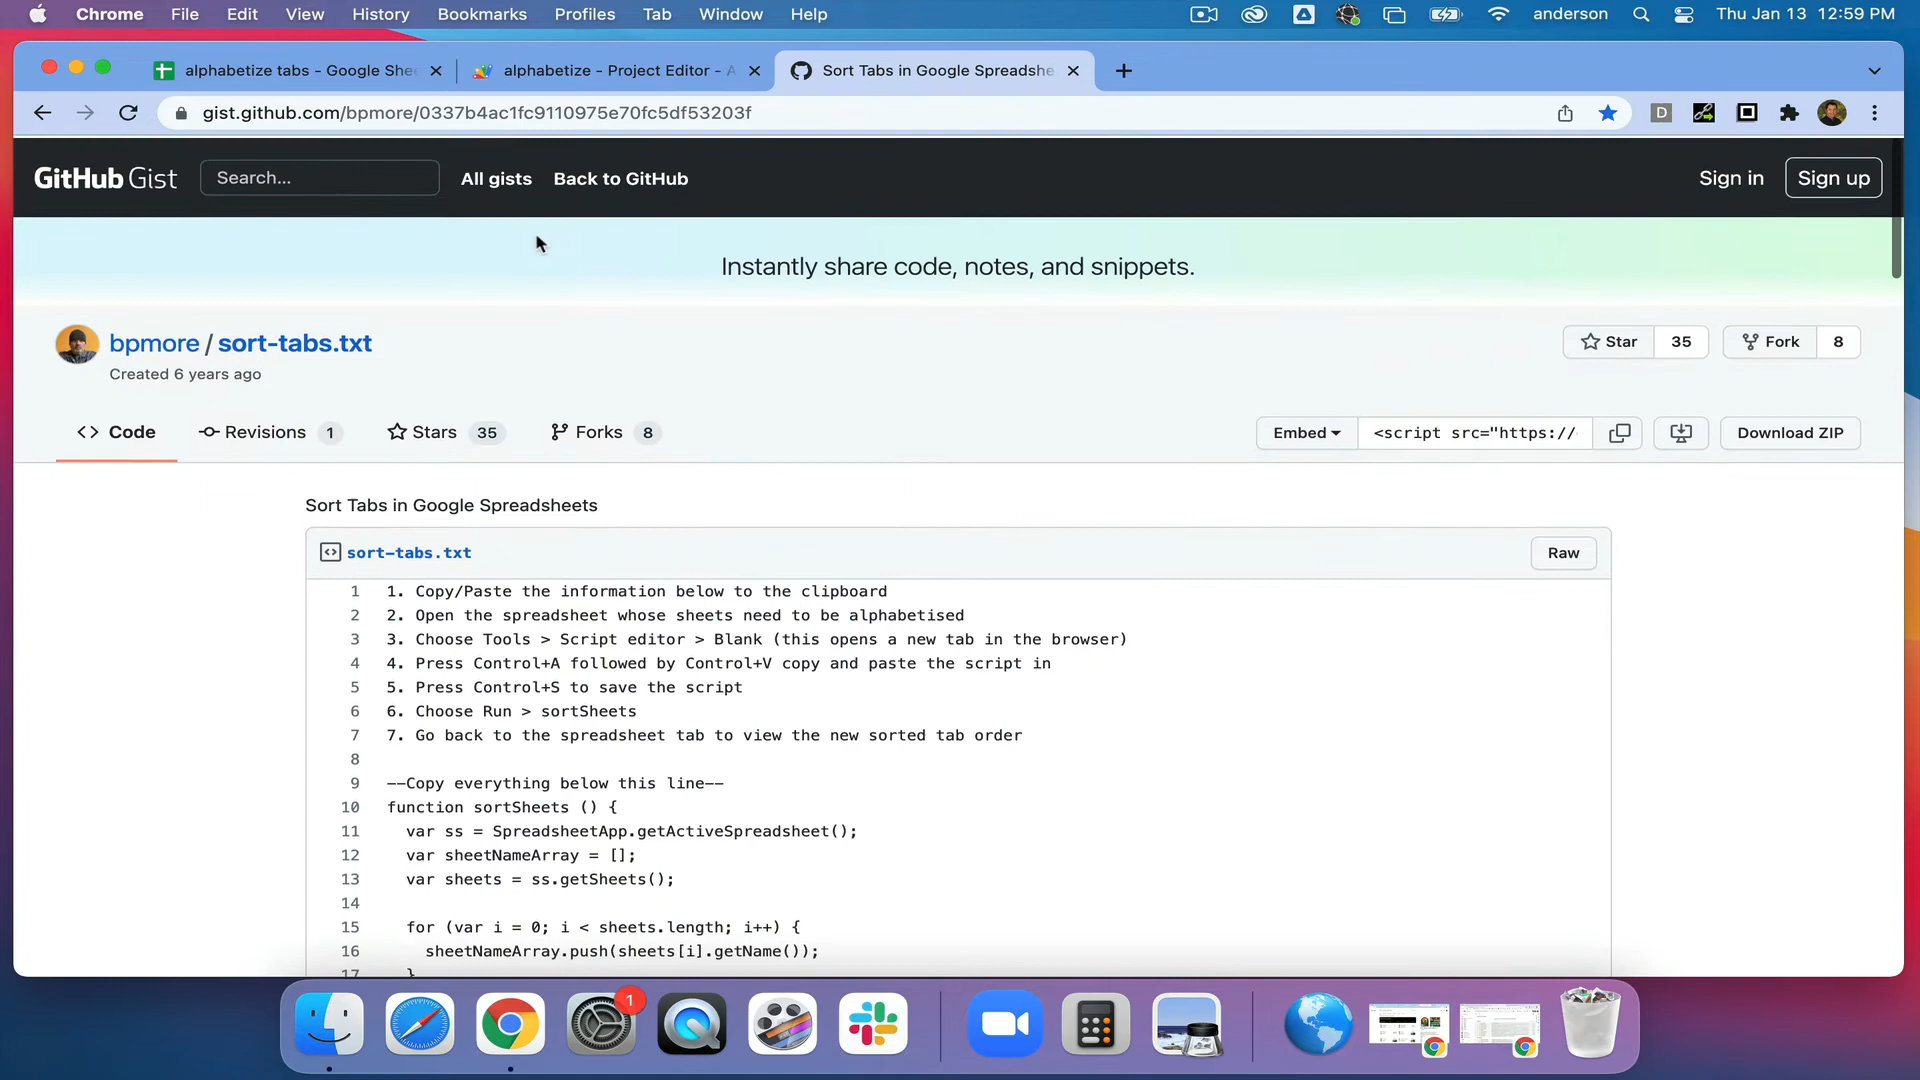 Chrome File Edit View History Bookmarks Profiles Tab Window Help anderson Thu Jan 13 12:59 PM
alphabetize tabs - Google She alphabetize - Project Editor - A Sort Tabs in Google Spreadshe
gist.github.com/bpmore/0337b4ac1fc9110975e70fc5df53203f D
GitHub Gist Search... All gists Back to GitHub Sign in Sign up
Instantly share code, notes, and snippets.
bpmore / sort-tabs.txt Star 35 Fork 8
Created 6 years ago
Code Revisions 1 Stars 35 Forks 8 Embed <script src="https:// Download ZIP
Sort Tabs in Google Spreadsheets
sort-tabs.txt Raw
1 1. Copy/Paste the information below to the clipboard
2 2. Open the spreadsheet whose sheets need to be alphabetised
3 3. Choose Tools > Script editor > Blank (this opens a new tab in the browser)
4 4. Press Control+A followed by Control+V copy and paste the script in
5 5. Press Control+S to save the script
6 6. Choose Run > sortSheets
7 7. Go back to the spreadsheet tab to view the new sorted tab order
8
9 --Copy everything below this line--
10 function sortSheets () {
11 var ss = SpreadsheetApp.getActiveSpreadsheet();
12 var sheetNameArray = [];
13 var sheets = ss.getSheets();
14
15 for (var i = 0; i < sheets.length; i++) {
16 sheetNameArray.push(sheets[i].getName());
17 }
1